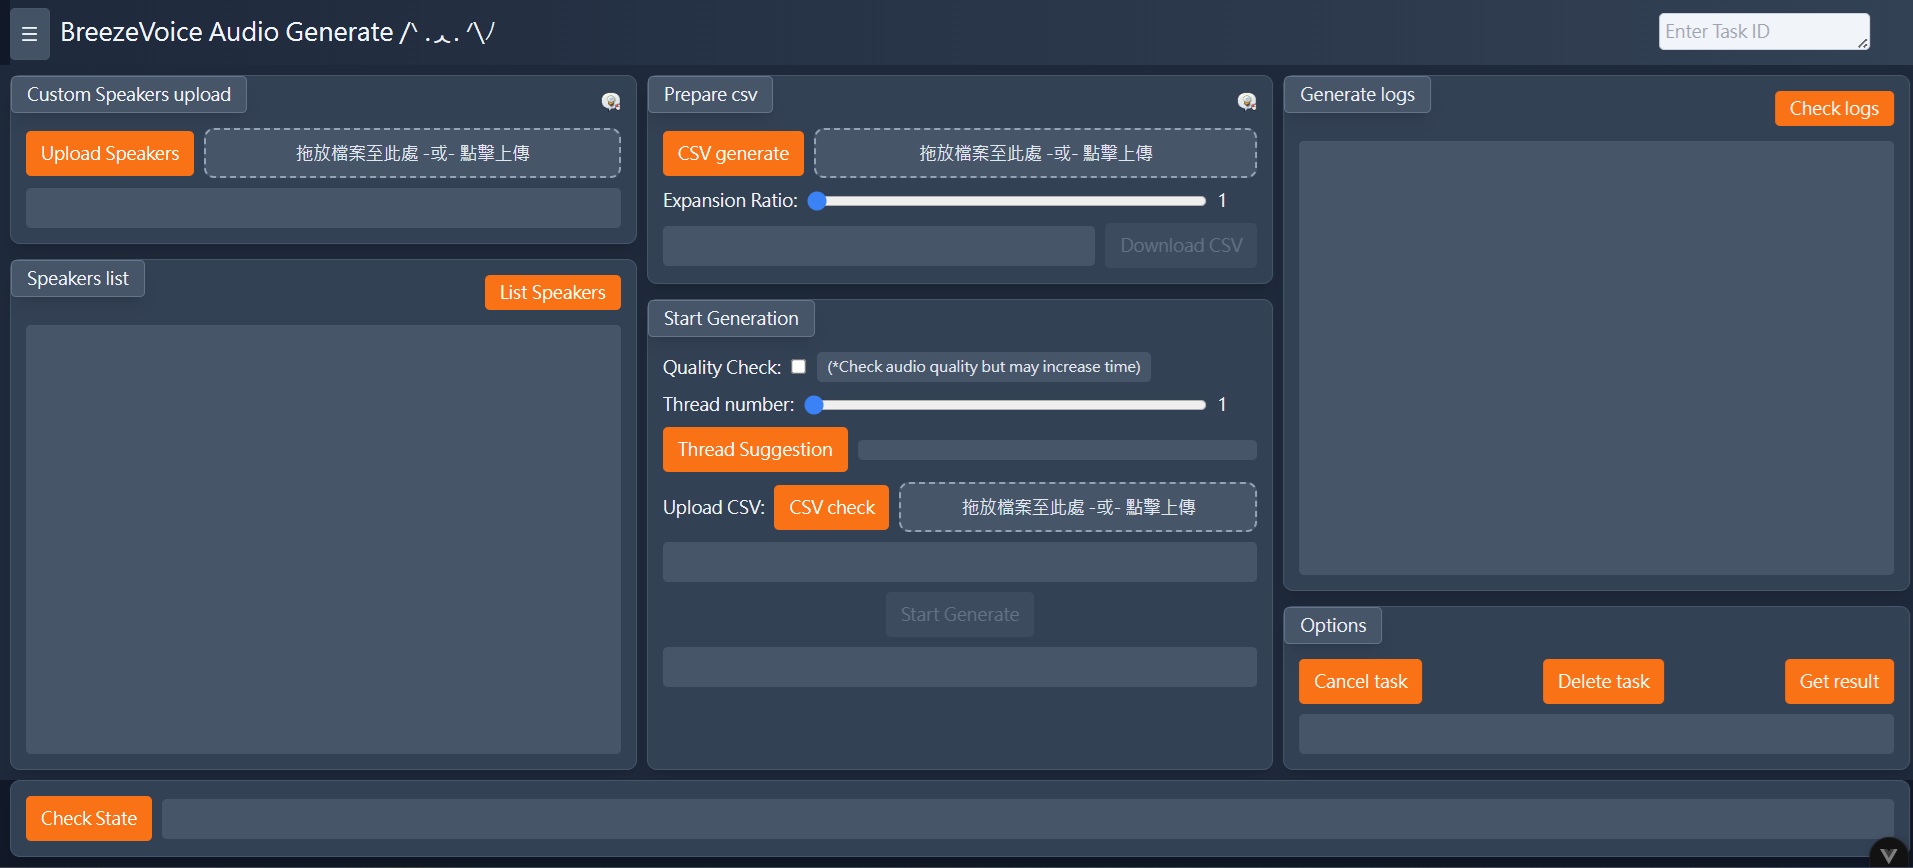 BreezeVoice Audio Generate /^ . ̫ . ^\ﾉ
Enter Task ID
Custom Speakers upload
Upload Speakers
拖放檔案至此處 -或- 點擊上傳
Speakers list
List Speakers
Prepare csv
CSV generate
拖放檔案至此處 -或- 點擊上傳
Expansion Ratio: 1
Download CSV
Start Generation
Quality Check: (*Check audio quality but may increase time)
Thread number: 1
Thread Suggestion
Upload CSV: CSV check 拖放檔案至此處 -或- 點擊上傳
Start Generate
Generate logs
Check logs
Options
Cancel task
Delete task
Get result
Check State